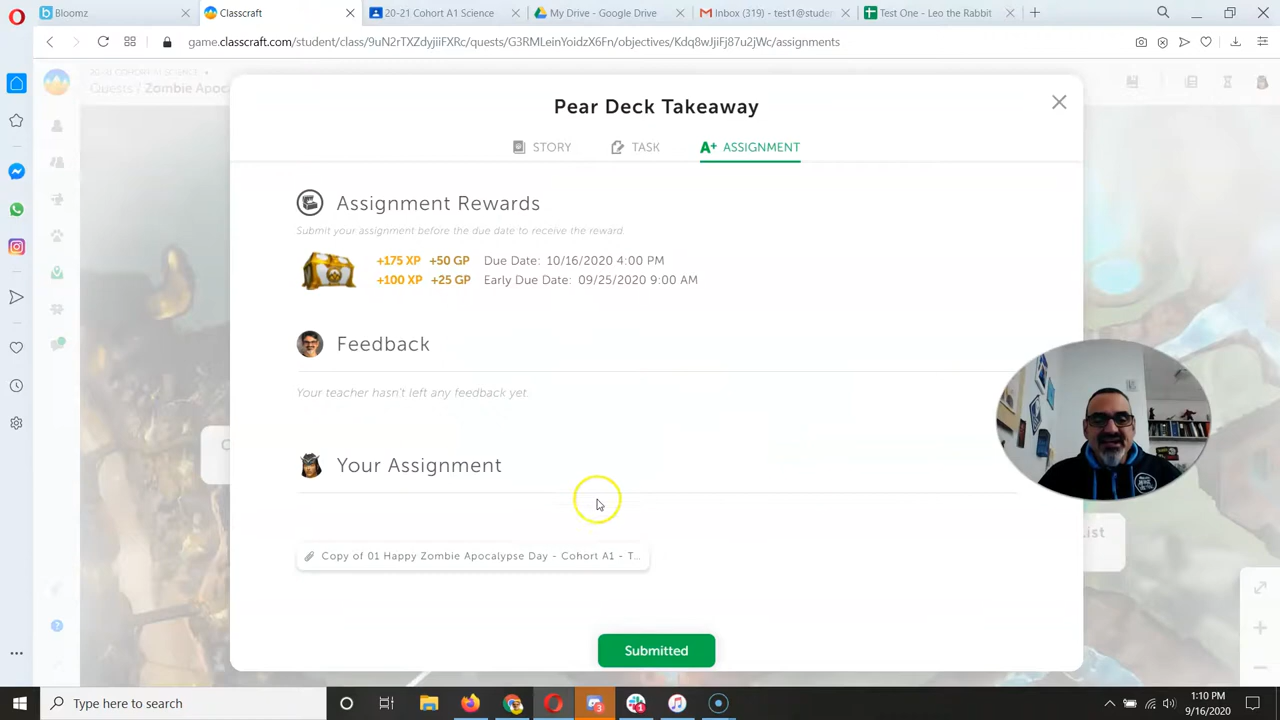 Bloomz
Classcraft
20-21 Cohort A1 Science
My Drive - Google Drive
Inbox (319) - test1@stude
Test One - Leo the Rabbit
game.classcraft.com/student/class/9uN2rTXZdyjiiFXRc/quests/G3RMLeinYoidzX6Fn/objectives/Kdq8wJjiFj87u2jWc/assignments
Quests / Zombie Apoc
Pear Deck Takeaway
STORY
TASK
A+ ASSIGNMENT
Assignment Rewards
Submit your assignment before the due date to receive the reward.
+175 XP +50 GP Due Date: 10/16/2020 4:00 PM
+100 XP +25 GP Early Due Date: 09/25/2020 9:00 AM
Feedback
Your teacher hasn't left any feedback yet.
Your Assignment
Copy of 01 Happy Zombie Apocalypse Day - Cohort A1 - T...
List
Submitted
Type here to search
1:10 PM
9/16/2020